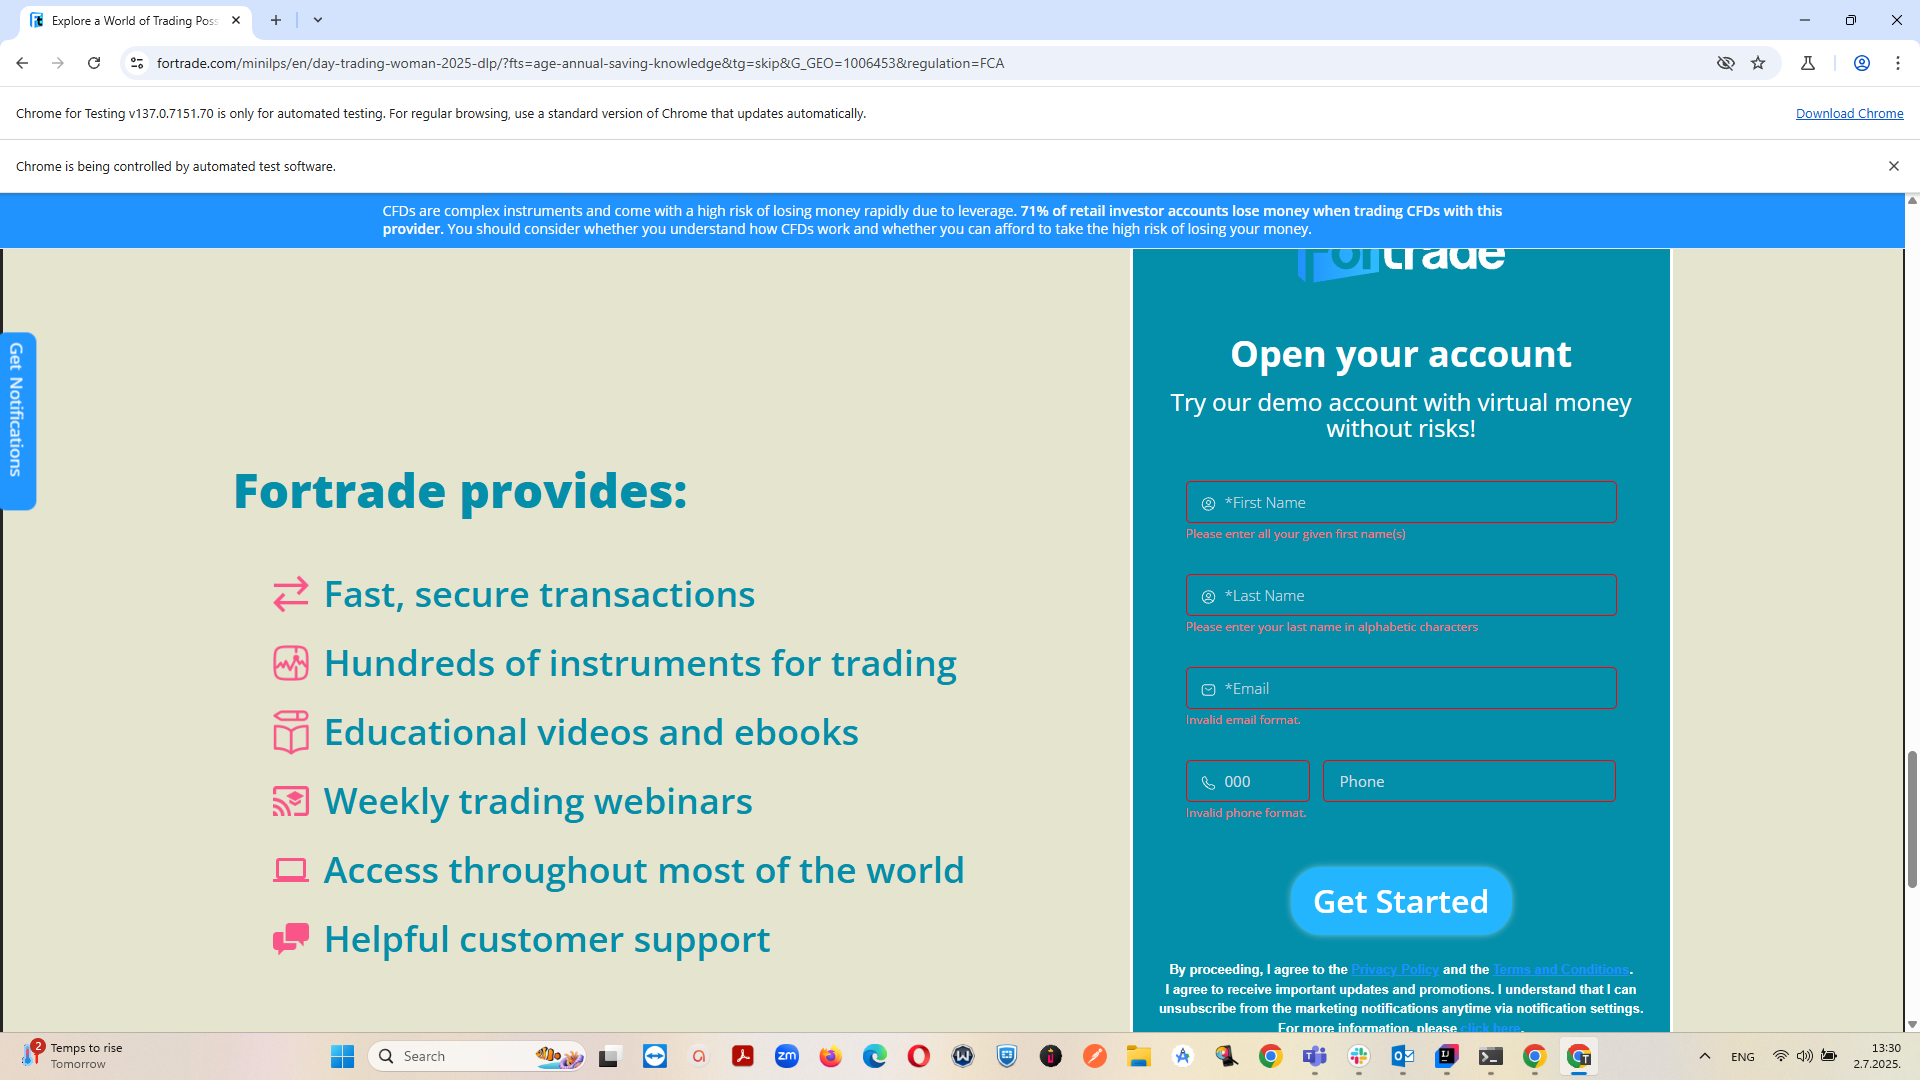 Explore a World of Trading Poss
fortrade.com/minilps/en/day-trading-woman-2025-dlp/?fts=age-annual-saving-knowledge&tg=skip&G_GEO=1006453&regulation=FCA
Chrome for Testing v137.0.7151.70 is only for automated testing. For regular browsing, use a standard version of Chrome that updates automatically.
Download Chrome
Chrome is being controlled by automated test software.
CFDs are complex instruments and come with a high risk of losing money rapidly due to leverage. 71% of retail investor accounts lose money when trading CFDs with this
provider. You should consider whether you understand how CFDs work and whether you can afford to take the high risk of losing your money.
Get Notifications
Fortrade provides:
Fast, secure transactions
Hundreds of instruments for trading
Educational videos and ebooks
Weekly trading webinars
Access throughout most of the world
Helpful customer support
Fortrade
Open your account
Try our demo account with virtual money
without risks!
*First Name
Please enter all your given first name(s)
*Last Name
Please enter your last name in alphabetic characters
*Email
Invalid email format.
000
Phone
Invalid phone format.
Get Started
By proceeding, I agree to the Privacy Policy and the Terms and Conditions.
I agree to receive important updates and promotions. I understand that I can
unsubscribe from the marketing notifications anytime via notification settings.
For more information, please click here.
2
Temps to rise
Tomorrow
Search
zm
ENG
13:30
2.7.2025.